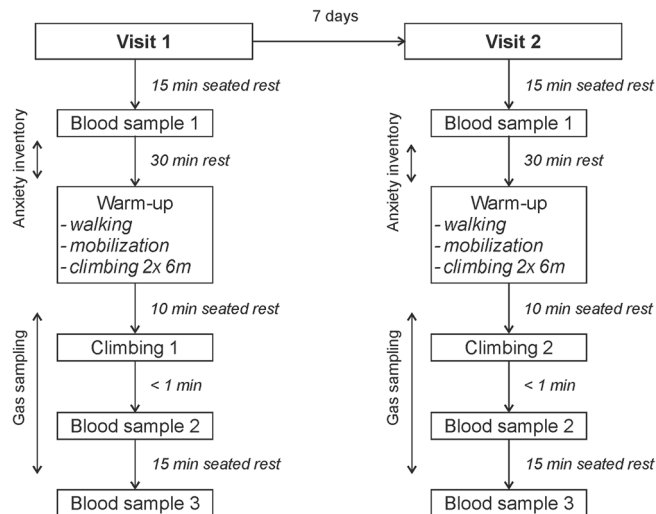 7 days
Visit 1
15 min seated rest
Blood sample 1
Anxiety inventory
30 min rest
Warm-up
- walking
- mobilization
- climbing 2x 6m
10 min seated rest
Gas sampling
Climbing 1
< 1 min
Blood sample 2
15 min seated rest
Blood sample 3
Visit 2
15 min seated rest
Blood sample 1
Anxiety inventory
30 min rest
Warm-up
- walking
- mobilization
- climbing 2x 6m
10 min seated rest
Gas sampling
Climbing 2
< 1 min
Blood sample 2
15 min seated rest
Blood sample 3